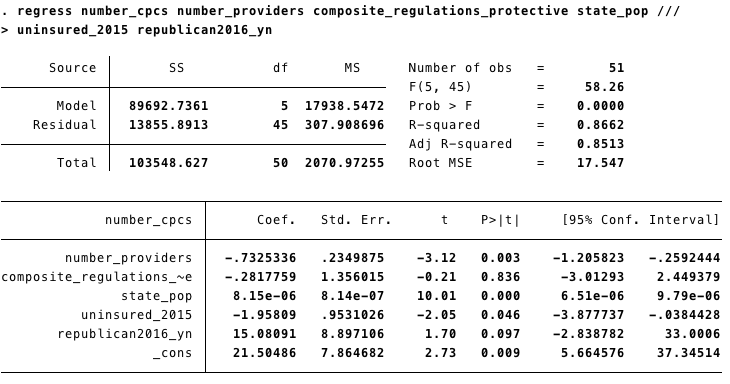 . regress number_cpcs number_providers composite_regulations_protective state_pop ///
> uninsured_2015 republican2016_yn
Source SS df MS Number of obs = 51
F(5, 45) = 58.26
Model 89692.7361 5 17938.5472 Prob > F = 0.0000
Residual 13855.8913 45 307.908696 R-squared = 0.8662
Adj R-squared = 0.8513
Total 103548.627 50 2070.97255 Root MSE = 17.547
number_cpcs Coef. Std. Err. t P>|t| [95% Conf. Interval]
number_providers -.7325336 .2349875 -3.12 0.003 -1.205823 -.2592444
composite_regulations_~e -.2817759 1.356015 -0.21 0.836 -3.01293 2.449379
state_pop 8.15e-06 8.14e-07 10.01 0.000 6.51e-06 9.79e-06
uninsured_2015 -1.95809 .9531026 -2.05 0.046 -3.877737 -.0384428
republican2016_yn 15.08091 8.897106 1.70 0.097 -2.838782 33.0006
_cons 21.50486 7.864682 2.73 0.009 5.664576 37.34514